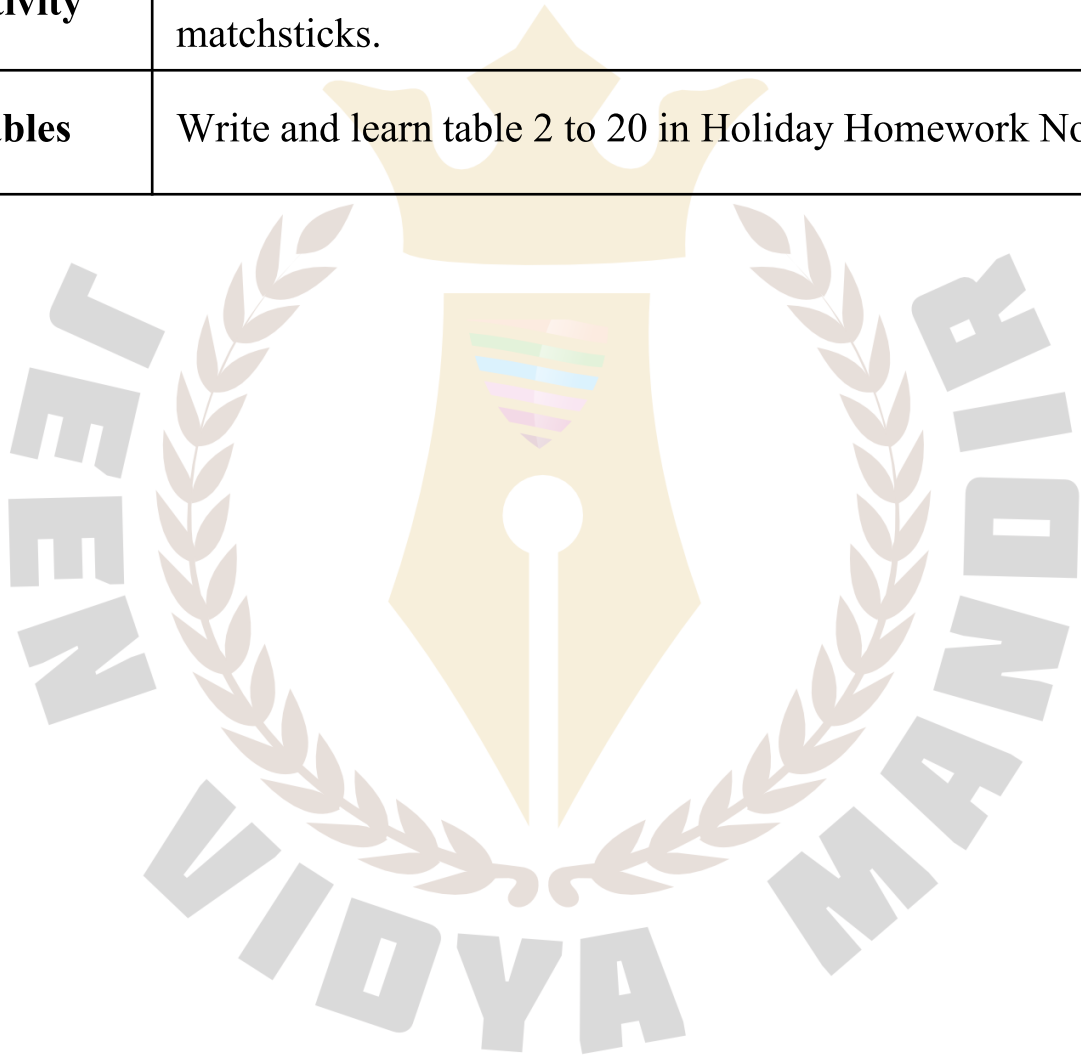 matchsticks.
Write and learn table 2 to 20 in Holiday Homework
JEEN VIDYA MANDIR